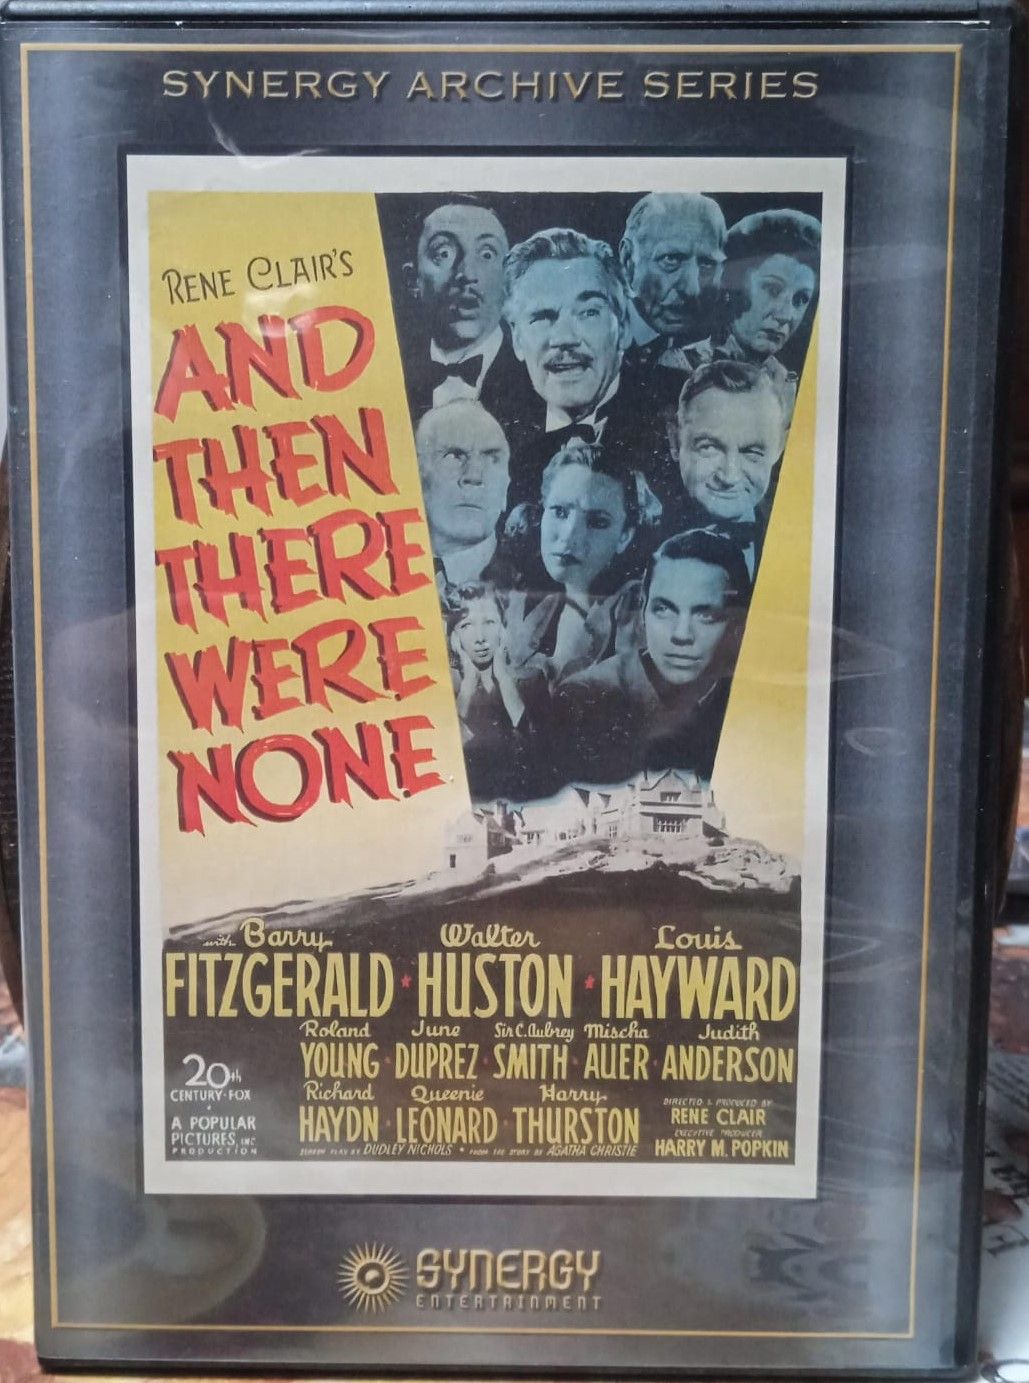 SYNERGY ARCHIVE SERIES
RENE CLAIR'S
AND
THEN
THERE
WERE
NONE
with Barry Walter Louis
FITZGERALD * HUSTON * HAYWARD
Roland June Sir C. Aubrey Mischa Judith
YOUNG · DUPREZ · SMITH · AUER · ANDERSON
Richard Queenie Harry
HAYDN · LEONARD · THURSTON
20th
CENTURY-FOX
A POPULAR
PICTURES, INC.
PRODUCTION
DIRECTED & PRODUCED BY
RENE CLAIR
EXECUTIVE PRODUCER
HARRY M. POPKIN
SCREEN PLAY BY DUDLEY NICHOLS • FROM THE STORY BY AGATHA CHRISTIE
SYNERGY
ENTERTAINMENT